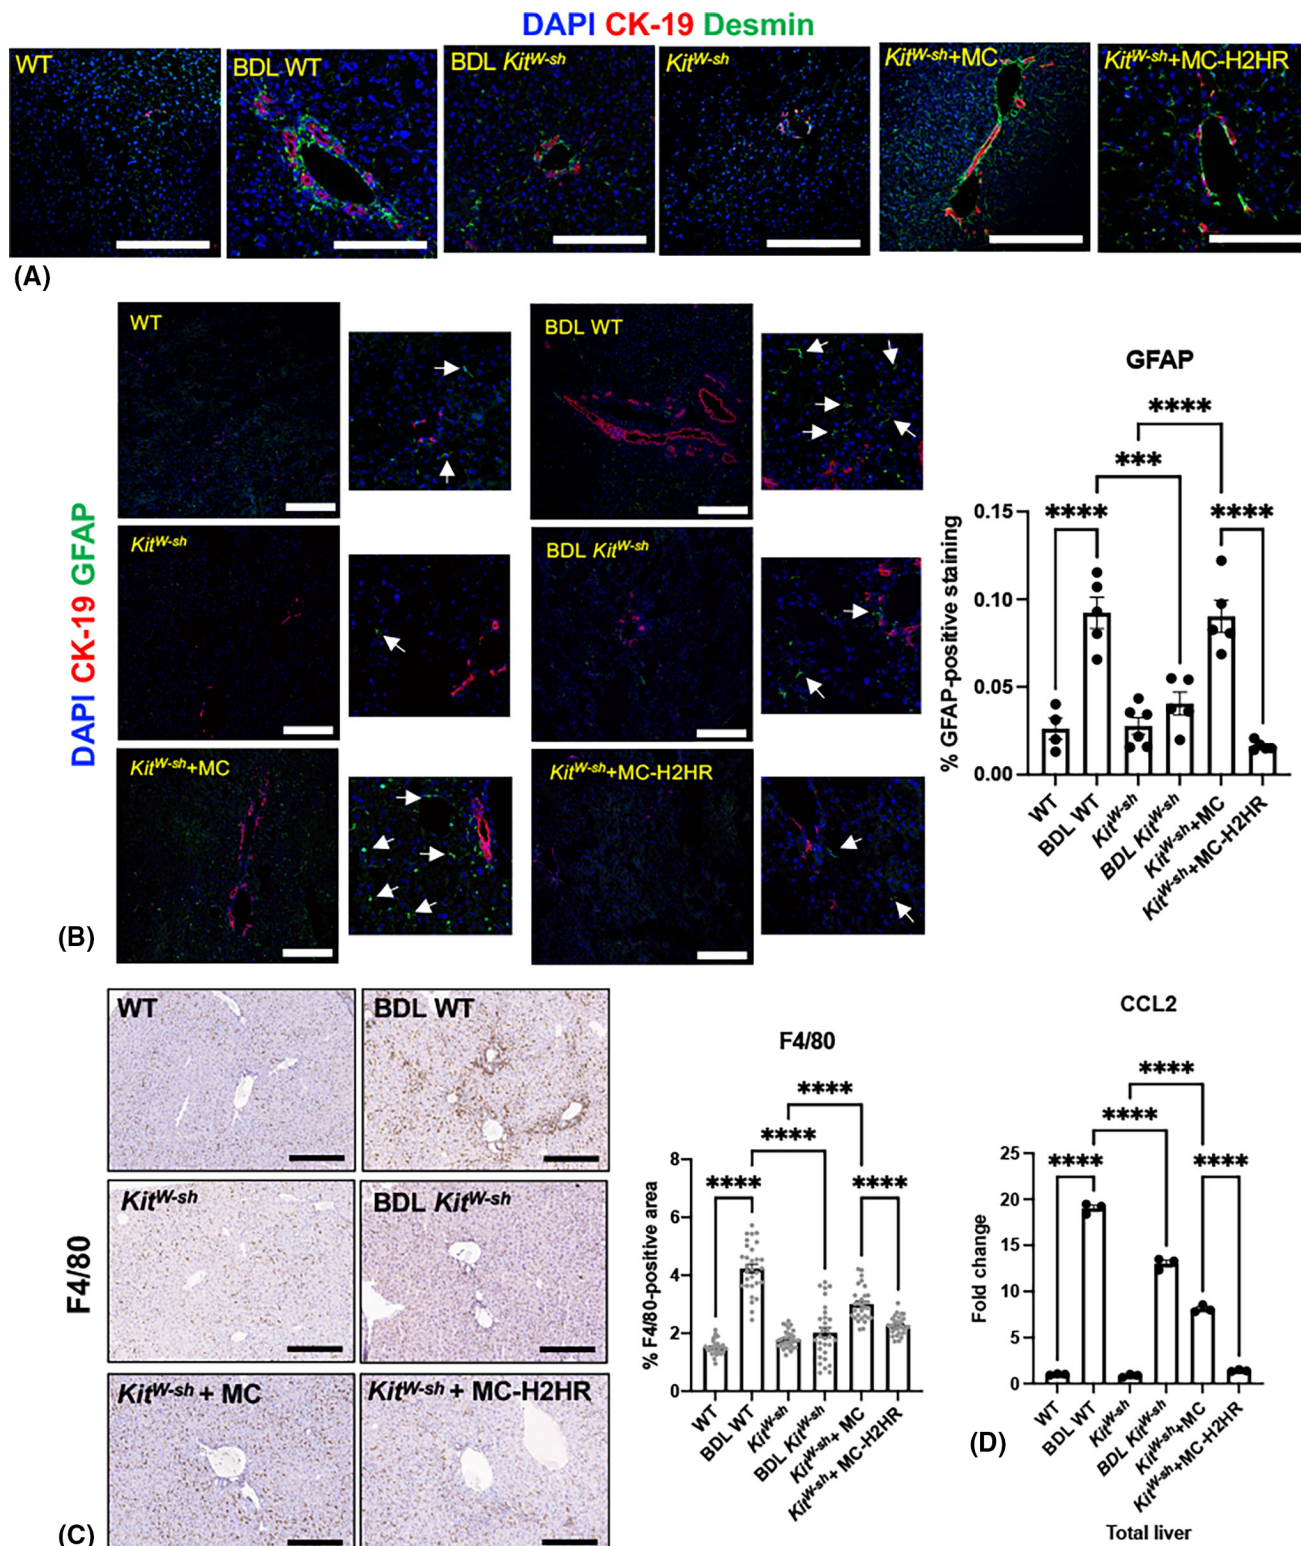 DAPI CK-19 Desmin
WT
BDL WT
BDL KitW-sh
KitW-sh
KitW-sh+MC
KitW-sh+MC-H2HR
(A)
DAPI CK-19 GFAP
WT
BDL WT
KitW-sh
BDL KitW-sh
KitW-sh+MC
KitW-sh+MC-H2HR
(B)
GFAP
****
***
****
****
% GFAP-positive staining
0.15
0.10
0.05
0.00
WT
BDL WT
KitW-sh
BDL KitW-sh
KitW-sh+MC
KitW-sh+MC-H2HR
F4/80
WT
BDL WT
KitW-sh
BDL KitW-sh
KitW-sh + MC
KitW-sh + MC-H2HR
(C)
F4/80
****
****
****
****
% F4/80-positive area
8
6
4
2
0
WT
BDL WT
KitW-sh
BDL KitW-sh
KitW-sh+ MC
KitW-sh+ MC-H2HR
CCL2
****
****
****
****
Fold change
25
20
15
10
5
0
WT
BDL WT
KitW-sh
BDL KitW-sh
KitW-sh+MC
KitW-sh+MC-H2HR
(D)
Total liver